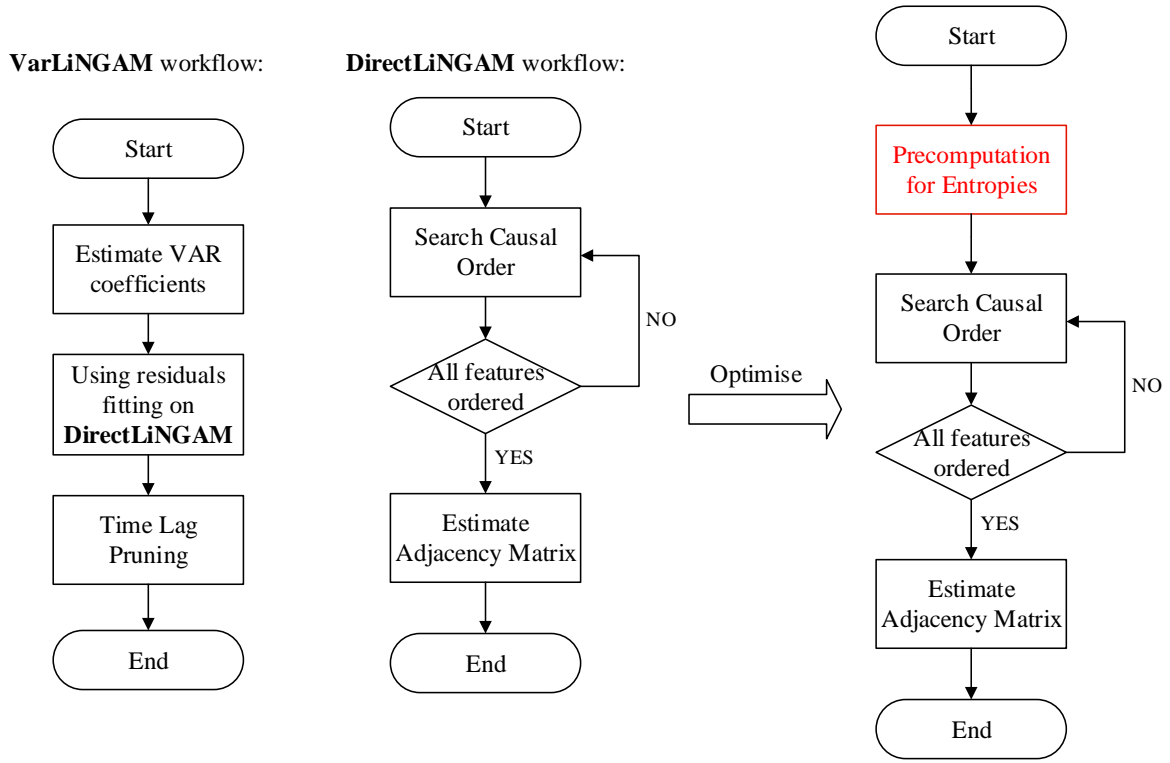 VarLiNGAM workflow:
Start
Estimate VAR
coefficients
Using residuals
fitting on
DirectLiNGAM
Time Lag
Pruning
End
DirectLiNGAM workflow:
Start
Search Causal
Order
NO
All features
ordered
YES
Estimate
Adjacency Matrix
End
Optimise
Start
Precomputation
for Entropies
Search Causal
Order
NO
All features
ordered
YES
Estimate
Adjacency Matrix
End